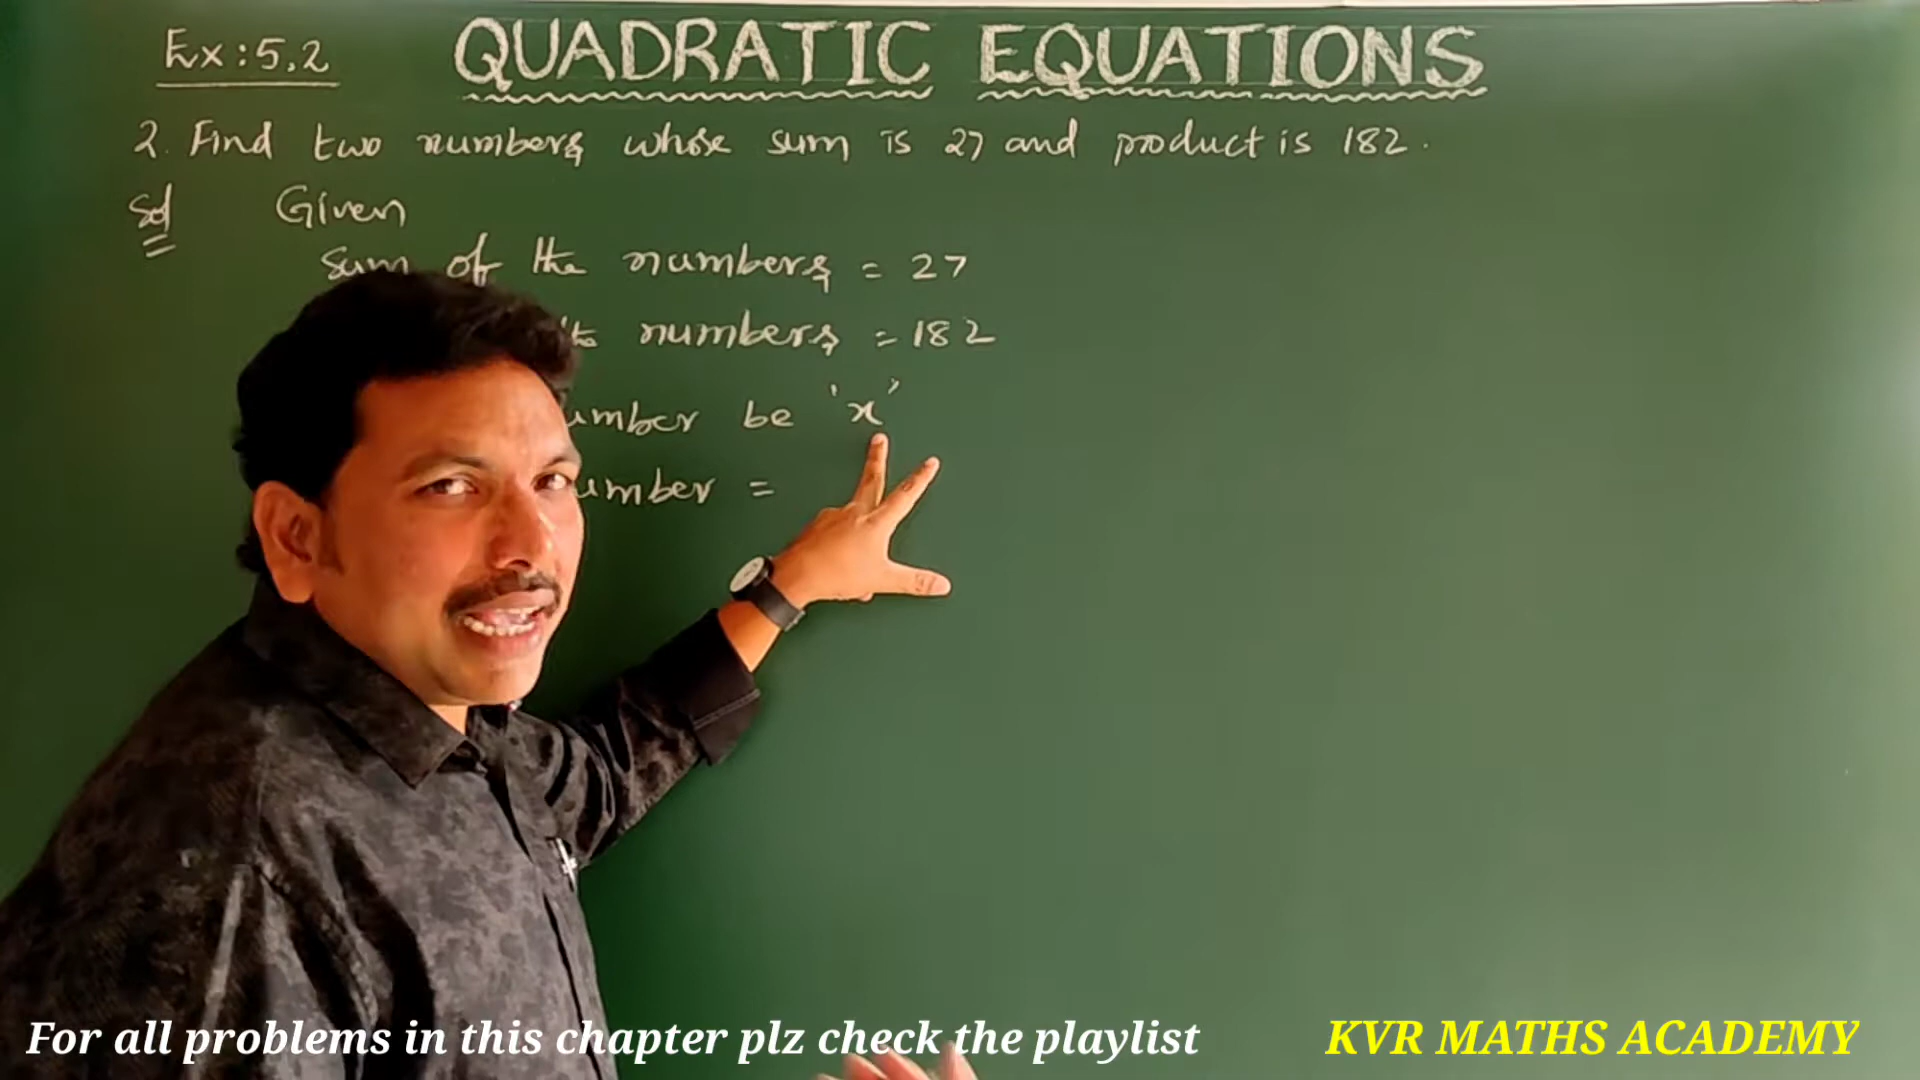 Ex:5.2 QUADRATIC EQUATIONS
2. Find two numbers whose sum is 27 and product is 182.
Sol Given
Sum of the numbers = 27
numbers = 182
be 'x'
=
For all problems in this chapter plz check the playlist KVR MATHS ACADEMY